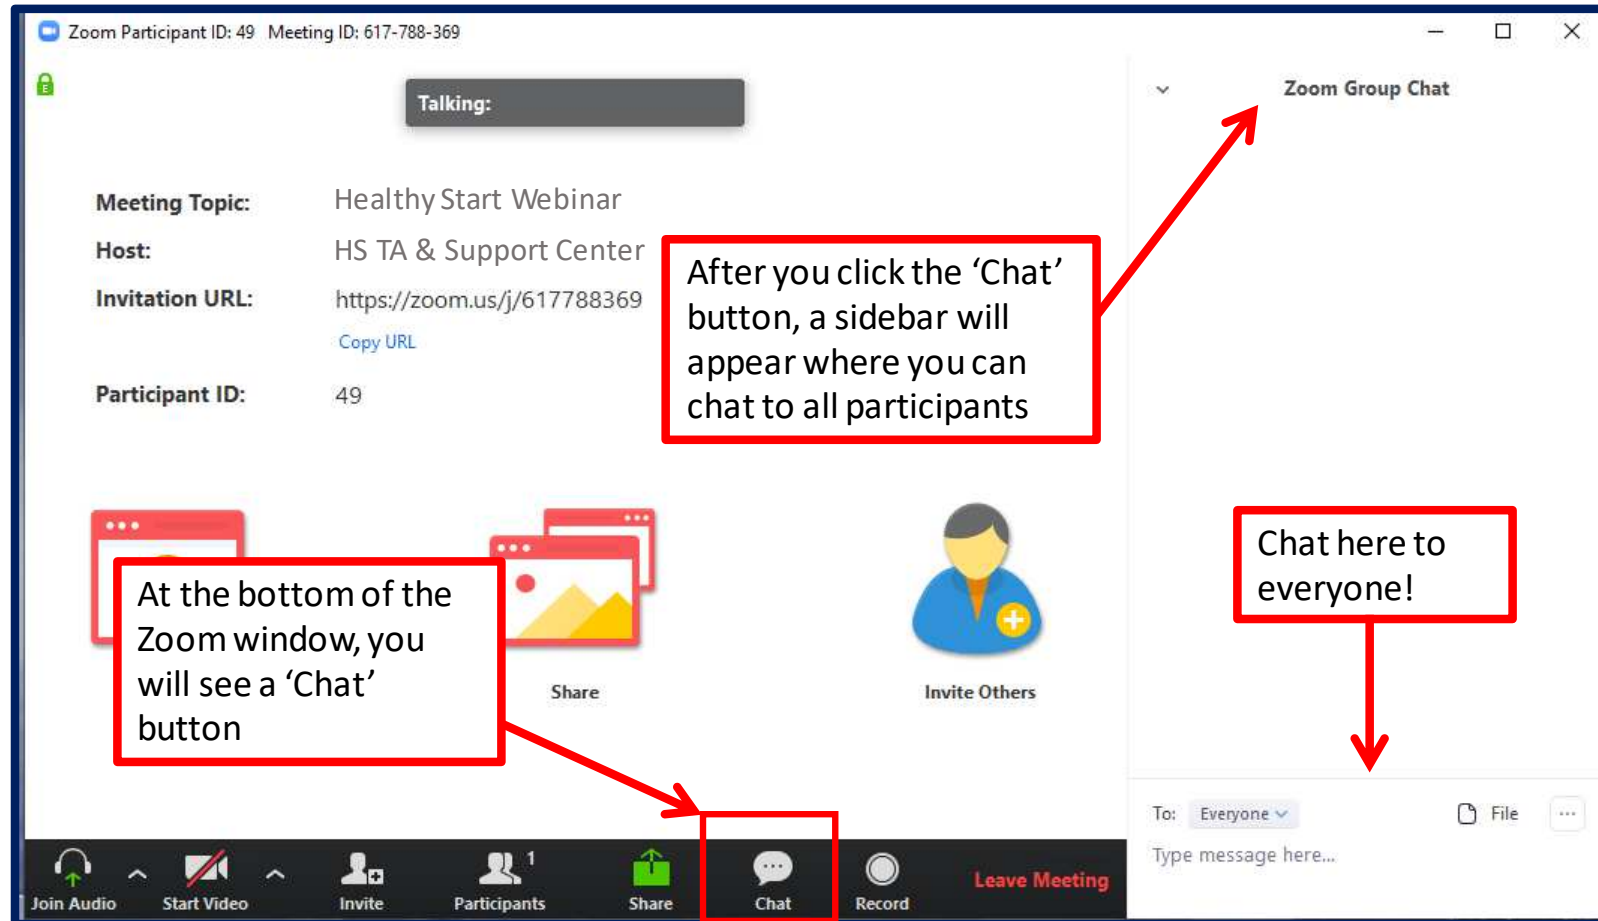 Zoom Participant ID: 49 Meeting ID: 617-788-369
Talking:
Zoom Group Chat
Meeting Topic: Healthy Start Webinar
Host: HS TA & Support Center
Invitation URL: https://zoom.us/j/617788369
Copy URL
Participant ID: 49
After you click the ‘Chat’
button, a sidebar will
appear where you can
chat to all participants
At the bottom of the
Zoom window, you
will see a ‘Chat’
button
Share
Invite Others
Chat here to
everyone!
To: Everyone File ...
Type message here...
Join Audio Start Video Invite Participants 1 Share Chat Record Leave Meeting